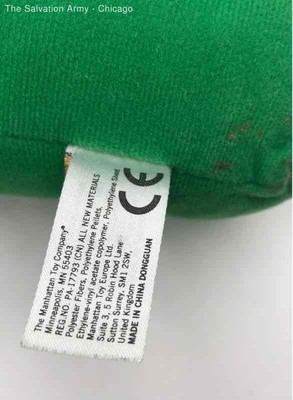 The Salvation Army - Chicago
The Manhattan Toy Company®
Minneapolis, MN 55403
REG.NO. PA-17793 (CN) ALL NEW MATERIALS
Polyester Fibers, Polyethylene Pellets,
Ethylene-vinyl acetate copolymer, Polyethylene Sheet
Manhattan Toy Europe Ltd.
Suite 3, 5 Robin Hood Lane
Sutton Surrey, SM1 2SW,
United Kingdom
MADE IN CHINA DONGGUAN
CE